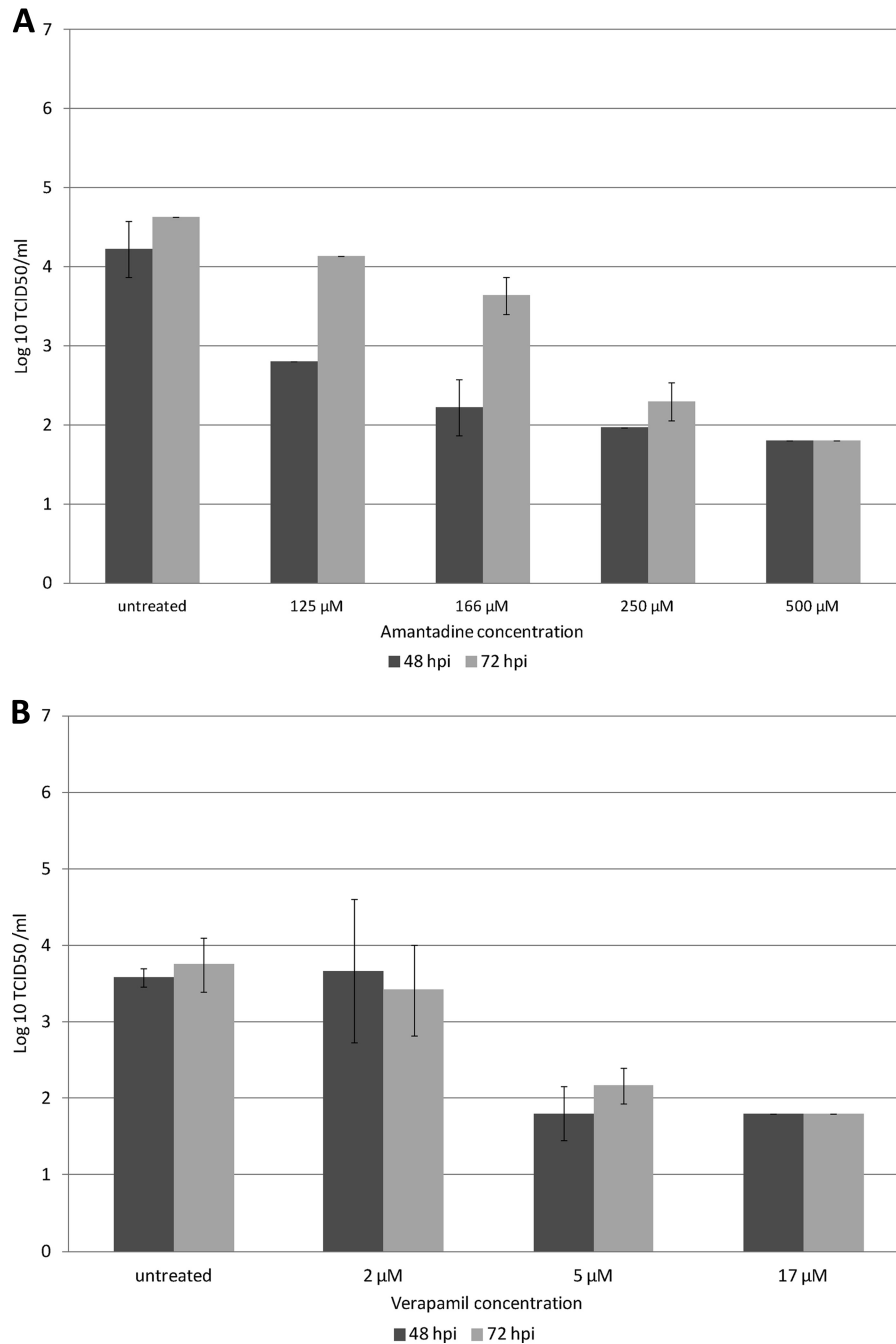 A
7
6
5
4
3
2
1
0
Log 10 TCID50/ml
untreated 125 µM 166 µM 250 µM 500 µM
Amantadine concentration
48 hpi 72 hpi
B
7
6
5
4
3
2
1
0
Log 10 TCID50 /ml
untreated 2 µM 5 µM 17 µM
Verapamil concentration
48 hpi 72 hpi